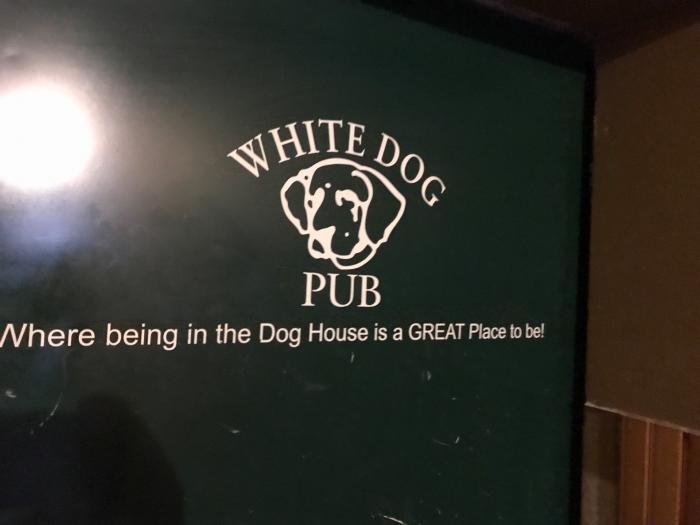 WHITE DOG
PUB
Where being in the Dog House is a GREAT Place to be!